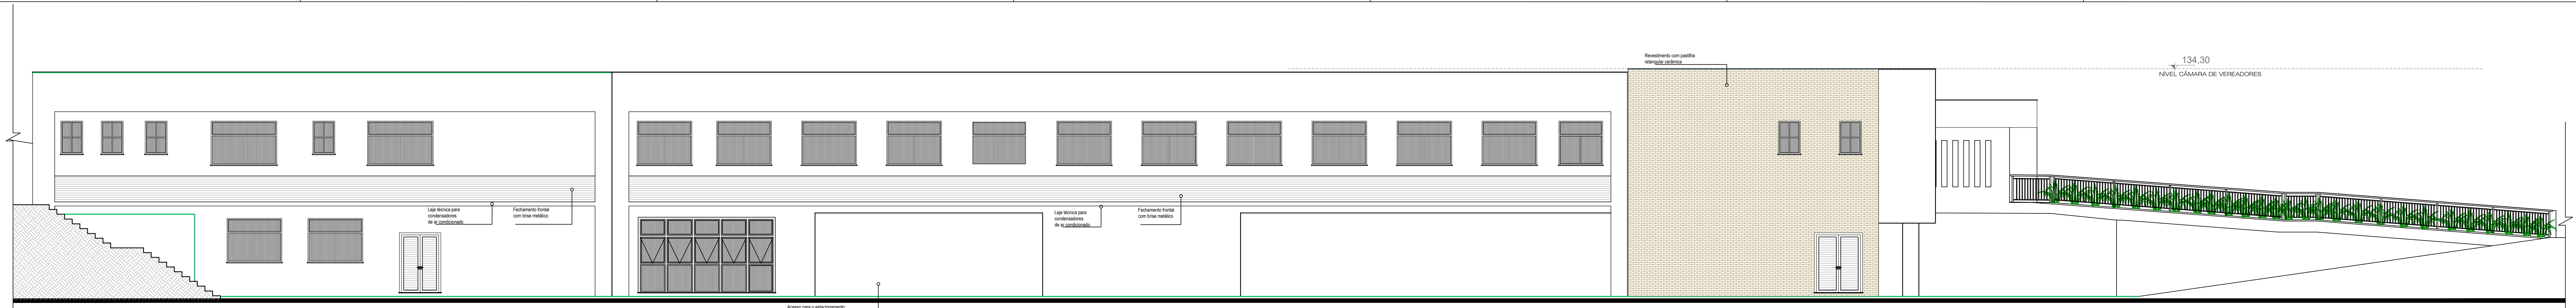 Revestimento com pastilha
retangular cerâmica
134,30
NÍVEL CÂMARA DE VEREADORES
Laje técnica para
condensadores
de ar condicionado
Fechamento frontal
com brise metálico
Laje técnica para
condensadores
de ar condicionado
Fechamento frontal
com brise metálico
Acesso para o estacionamento